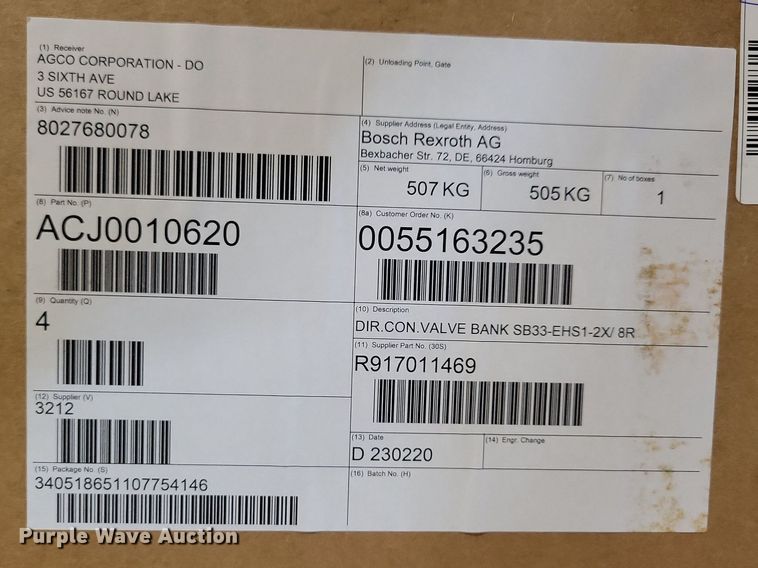 (1) Receiver
AGCO CORPORATION - DO
3 SIXTH AVE
US 56167 ROUND LAKE
(2) Unloading Point, Gate
(3) Advice note No. (N)
8027680078
(4) Supplier Address (Legal Entity, Address)
Bosch Rexroth AG
Bexbacher Str. 72, DE, 66424 Homburg
(5) Net weight
507 KG
(6) Gross weight
505 KG
(7) No of boxes
1
(8) Part No. (P)
ACJ0010620
(8a) Customer Order No. (K)
0055163235
(9) Quantity (Q)
4
(10) Description
DIR.CON.VALVE BANK SB33-EHS1-2X/ 8R
(11) Supplier Part No. (30S)
R917011469
(12) Supplier (V)
3212
(13) Date
D 230220
(14) Engr. Change
(15) Package No. (S)
340518651107754146
(16) Batch No. (H)
Purple Wave Auction